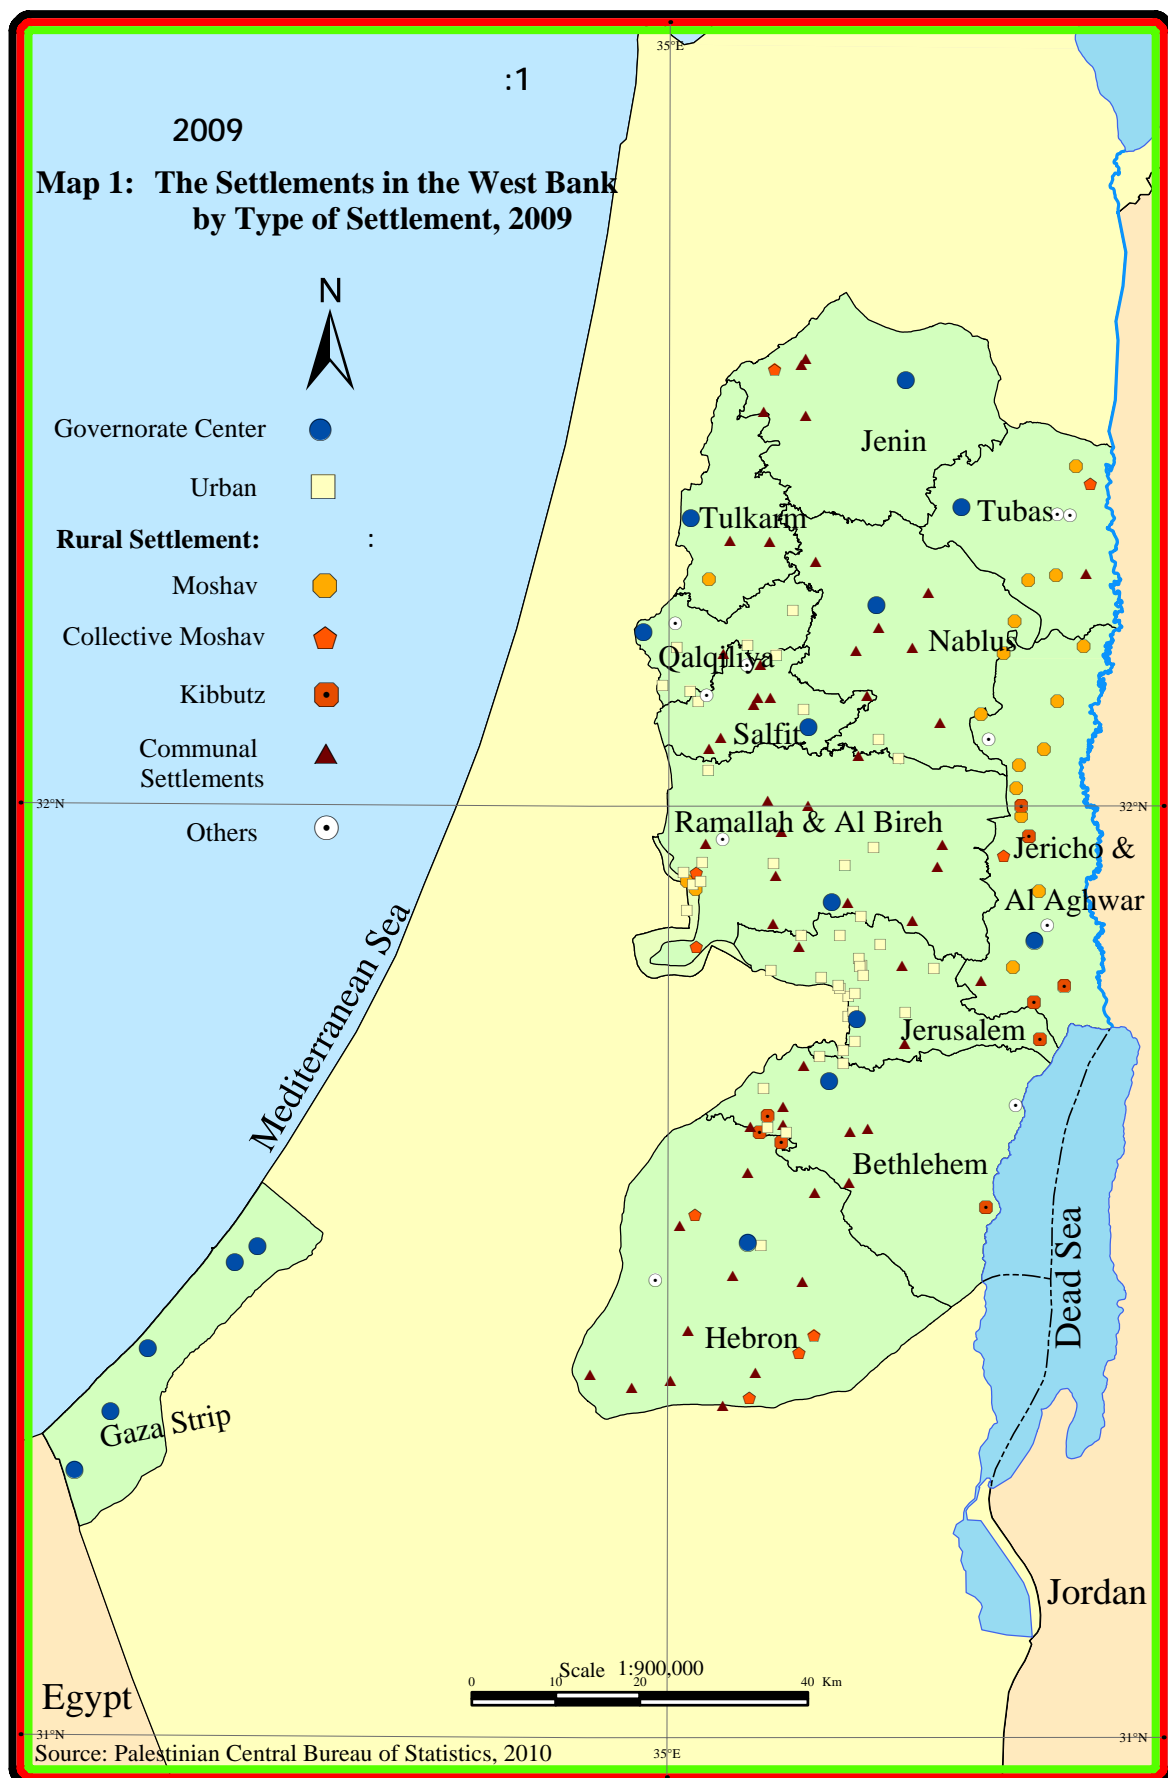 35°E
:1
2009
Map 1: The Settlements in the West Bank
by Type of Settlement, 2009
N
Governorate Center
Urban
Rural Settlement: :
Moshav
Collective Moshav
Kibbutz
Communal
Settlements
Others
Jenin
Tubas
Tulkarm
Nablus
Qalqiliya
Salfit
32°N
32°N
Ramallah & Al Bireh
Jericho &
Al Aghwar
Mediterranean Sea
Jerusalem
Bethlehem
Dead Sea
Hebron
Gaza Strip
Jordan
Scale 1:900,000
0 10 20 40 Km
Egypt
31°N
31°N
Source: Palestinian Central Bureau of Statistics, 2010
35°E